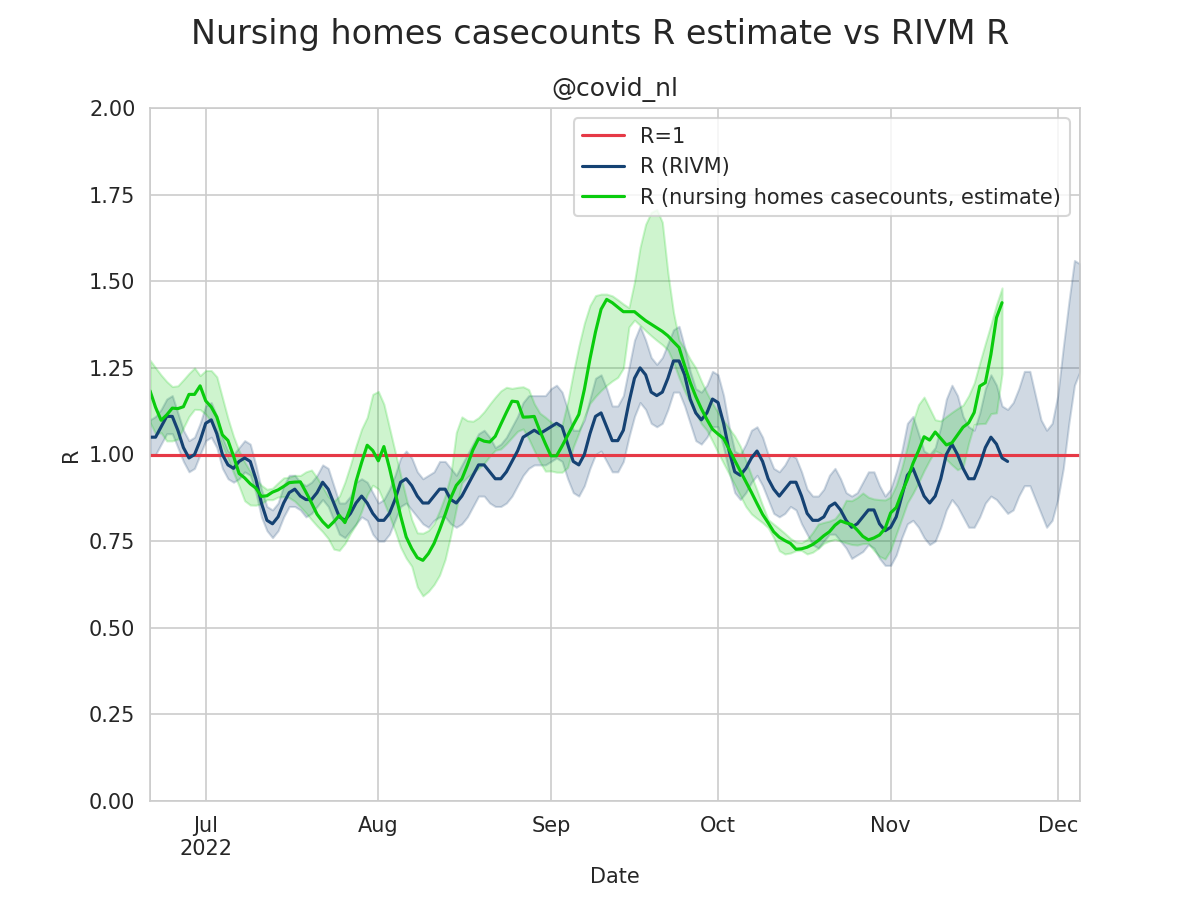 Nursing homes casecounts R estimate vs RIVM R
@covid_nl
R=1
R (RIVM)
R (nursing homes casecounts, estimate)
2.00
1.75
1.50
1.25
1.00
0.75
0.50
0.25
0.00
R
Jul
2022
Aug
Sep
Oct
Nov
Dec
Date